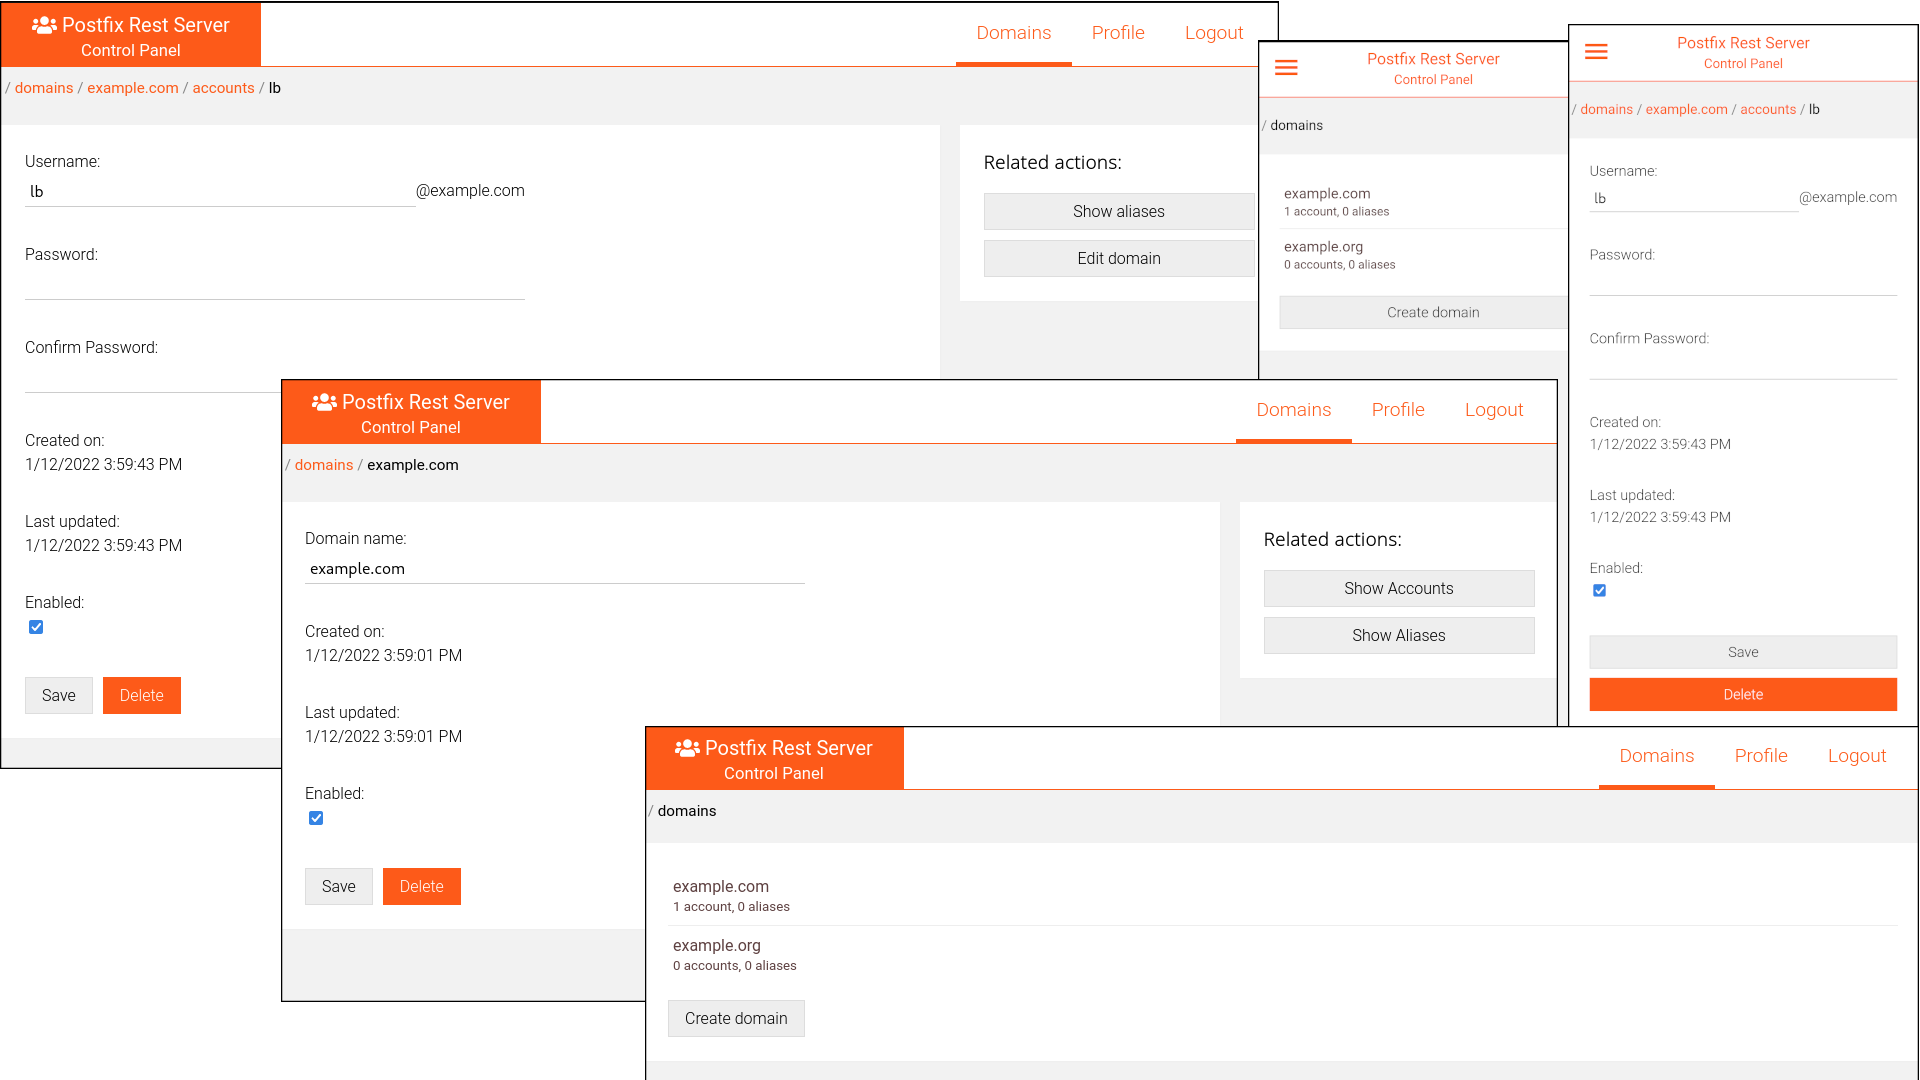 Postfix Rest Server
Control Panel
Domains Profile Logout
/ domains / example.com / accounts / lb
Username:
lb @example.com
Password:
Confirm Password:
Created on:
1/12/2022 3:59:43 PM
Last updated:
1/12/2022 3:59:43 PM
Enabled:
Save Delete
Related actions:
Show aliases
Edit domain
Postfix Rest Server
Control Panel
/ domains
example.com
1 account, 0 aliases
example.org
0 accounts, 0 aliases
Create domain
Postfix Rest Server
Control Panel
/ domains / example.com / accounts / lb
Username:
lb @example.com
Password:
Confirm Password:
Created on:
1/12/2022 3:59:43 PM
Last updated:
1/12/2022 3:59:43 PM
Enabled:
Save
Delete
Postfix Rest Server
Control Panel
Domains Profile Logout
/ domains / example.com
Domain name:
example.com
Created on:
1/12/2022 3:59:01 PM
Last updated:
1/12/2022 3:59:01 PM
Enabled:
Save Delete
Related actions:
Show Accounts
Show Aliases
Postfix Rest Server
Control Panel
Domains Profile Logout
/ domains
example.com
1 account, 0 aliases
example.org
0 accounts, 0 aliases
Create domain